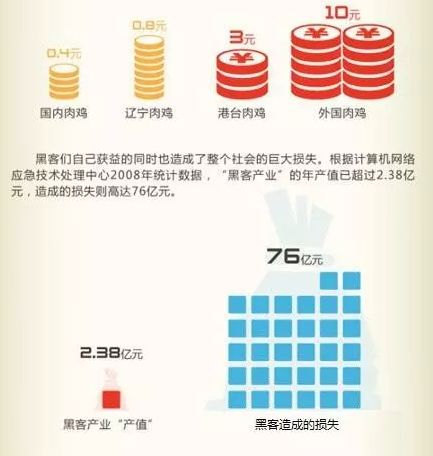 0.4元
0.8元
3元
10元
国内肉鸡
辽宁肉鸡
港台肉鸡
外国肉鸡
黑客们自己获益的同时也造成了整个社会的巨大损失。根据计算机网络
应急技术处理中心2008年统计数据，“黑客产业”的年产值已超过2.38亿
元，造成的损失则高达76亿元。
76亿元
2.38亿元
黑客产业“产值”
黑客造成的损失